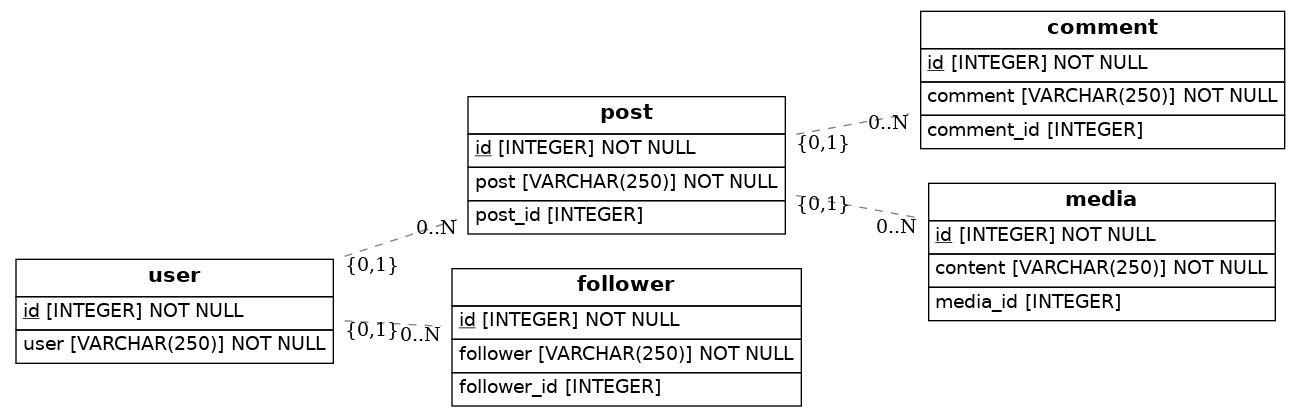 comment
id [INTEGER] NOT NULL
comment [VARCHAR(250)] NOT NULL
comment_id [INTEGER]
post
id [INTEGER] NOT NULL
post [VARCHAR(250)] NOT NULL
post_id [INTEGER]
{0,1}
0..N
{0,1}
0..N
media
id [INTEGER] NOT NULL
content [VARCHAR(250)] NOT NULL
media_id [INTEGER]
user
id [INTEGER] NOT NULL
user [VARCHAR(250)] NOT NULL
{0,1}
0..N
{0,1}
0..N
follower
id [INTEGER] NOT NULL
follower [VARCHAR(250)] NOT NULL
follower_id [INTEGER]